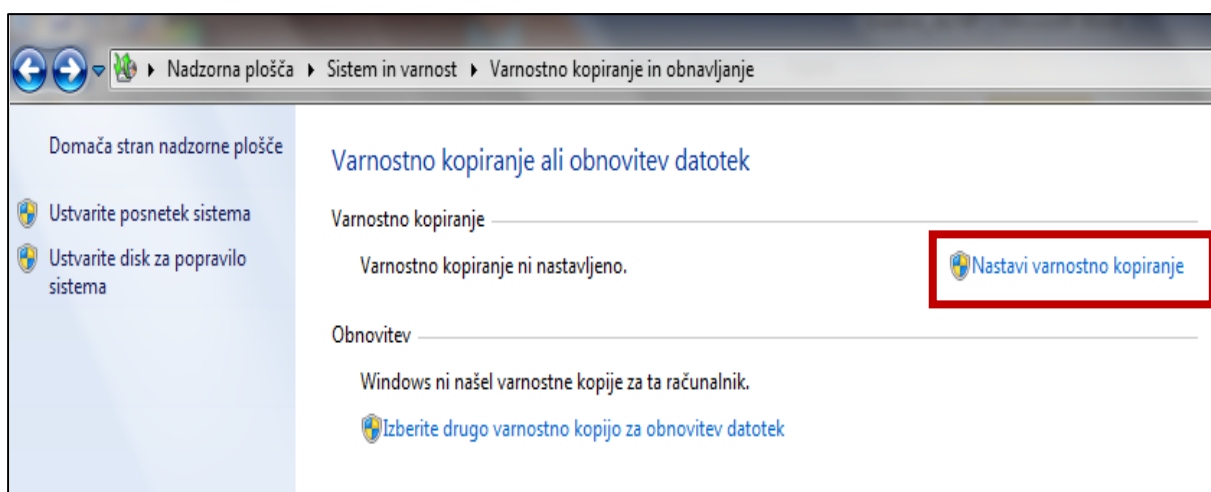 Nadzorna plošča ▸ Sistem in varnost ▸ Varnostno kopiranje in obnavljanje
Domača stran nadzorne plošče
Ustvarite posnetek sistema
Ustvarite disk za popravilo
sistema
Varnostno kopiranje ali obnovitev datotek
Varnostno kopiranje
Varnostno kopiranje ni nastavljeno.
Nastavi varnostno kopiranje
Obnovitev
Windows ni našel varnostne kopije za ta računalnik.
Izberite drugo varnostno kopijo za obnovitev datotek